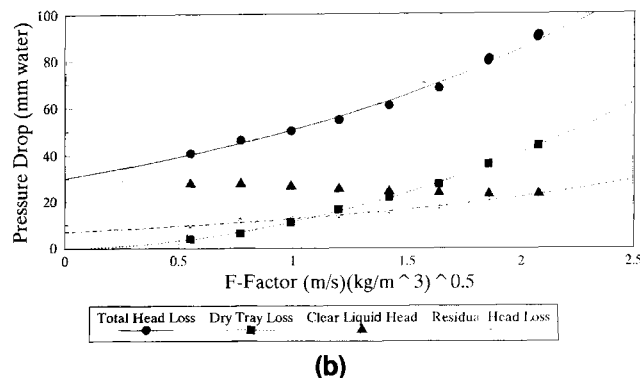 100
80
60
40
20
0
Pressure Drop (mm water)
0 0.5 1 1.5 2 2.5
F-Factor (m/s)(kg/m^3)^0.5
Total Head Loss Dry Tray Loss Clear Liquid Head Residua Head Loss
(b)